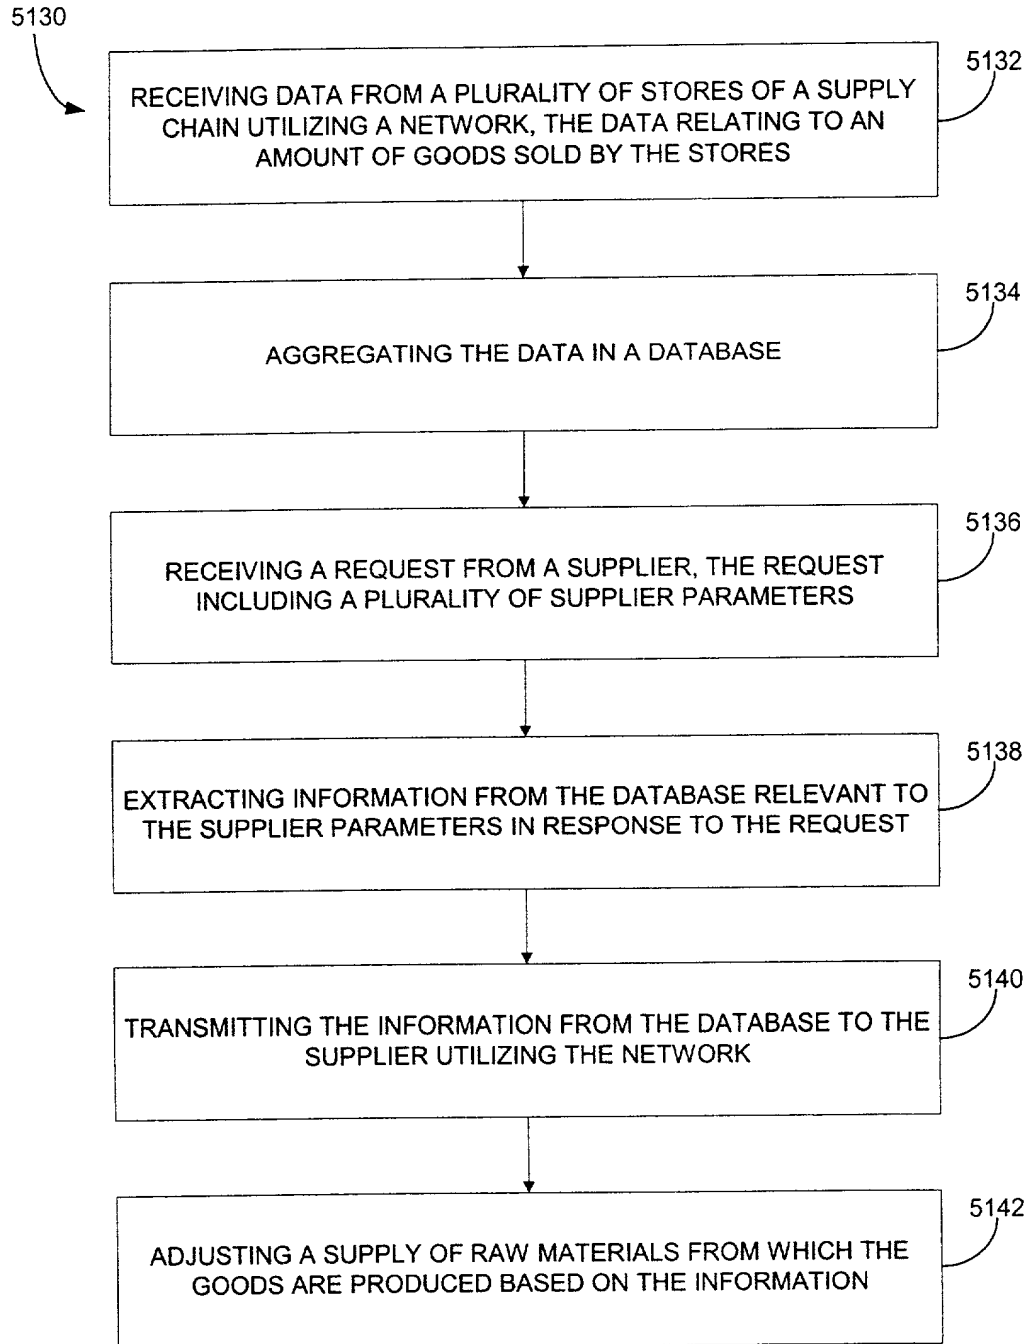 5130
5132
RECEIVING DATA FROM A PLURALITY OF STORES OF A SUPPLY
CHAIN UTILIZING A NETWORK, THE DATA RELATING TO AN
AMOUNT OF GOODS SOLD BY THE STORES
5134
AGGREGATING THE DATA IN A DATABASE
5136
RECEIVING A REQUEST FROM A SUPPLIER, THE REQUEST
INCLUDING A PLURALITY OF SUPPLIER PARAMETERS
5138
EXTRACTING INFORMATION FROM THE DATABASE RELEVANT TO
THE SUPPLIER PARAMETERS IN RESPONSE TO THE REQUEST
5140
TRANSMITTING THE INFORMATION FROM THE DATABASE TO THE
SUPPLIER UTILIZING THE NETWORK
5142
ADJUSTING A SUPPLY OF RAW MATERIALS FROM WHICH THE
GOODS ARE PRODUCED BASED ON THE INFORMATION